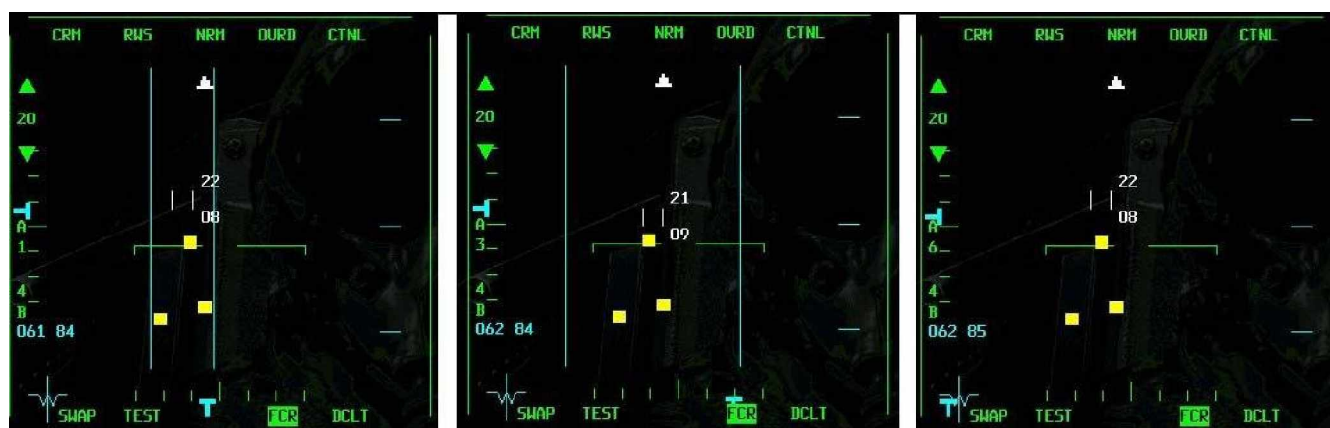 CRM RWS NRM OVRD CTNL
20
22
08
A
1
4
B
061 84
SWAP TEST FCR DCLT
CRM RWS NRM OVRD CTNL
20
21
09
A
3
4
B
062 84
SWAP TEST FCR DCLT
CRM RWS NRM OVRD CTNL
20
22
08
A
6
4
B
062 85
SWAP TEST FCR DCLT